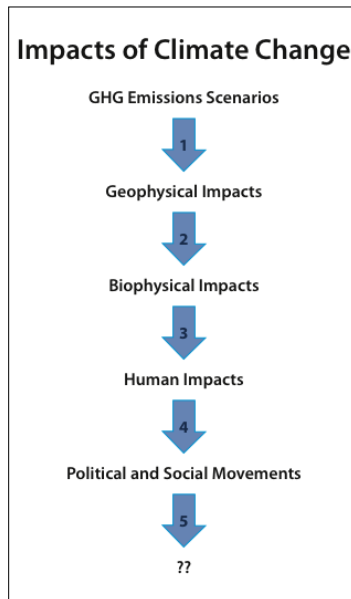 Impacts of Climate Change
GHG Emissions Scenarios
1
Geophysical Impacts
2
Biophysical Impacts
3
Human Impacts
4
Political and Social Movements
5
??